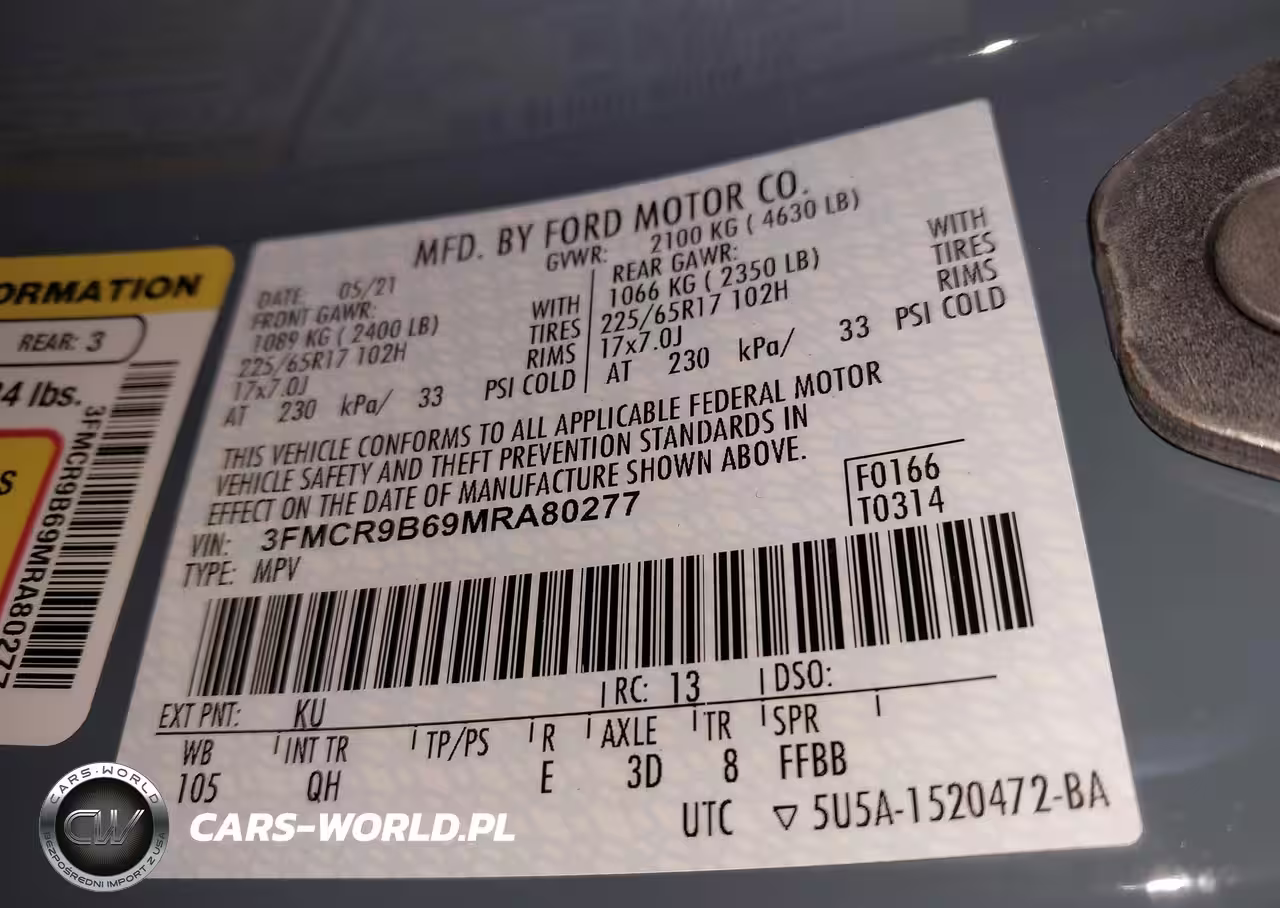 ORMATION
REAR: 3
4 lbs.
S
3FMCR9B69MRA80277
MFD. BY FORD MOTOR CO.
GVWR: 2100 KG ( 4630 LB)
DATE: 05/21
FRONT GAWR:
1089 KG ( 2400 LB) WITH
225/65R17 102H TIRES
17x7.0J RIMS
AT 230 kPa/ 33 PSI COLD
REAR GAWR:
1066 KG ( 2350 LB) WITH
225/65R17 102H TIRES
17x7.0J RIMS
AT 230 kPa/ 33 PSI COLD
THIS VEHICLE CONFORMS TO ALL APPLICABLE FEDERAL MOTOR
VEHICLE SAFETY AND THEFT PREVENTION STANDARDS IN
EFFECT ON THE DATE OF MANUFACTURE SHOWN ABOVE.
VIN: 3FMCR9B69MRA80277
TYPE: MPV
F0166
T0314
EXT PNT: KU RC: 13 DSO:
WB INT TR TP/PS R AXLE TR SPR
105 QH E 3D 8 FFBB
UTC ▽ 5U5A-1520472-BA
CARS-WORLD
CW
BEZPOŚREDNI IMPORT Z USA
CARS-WORLD.PL